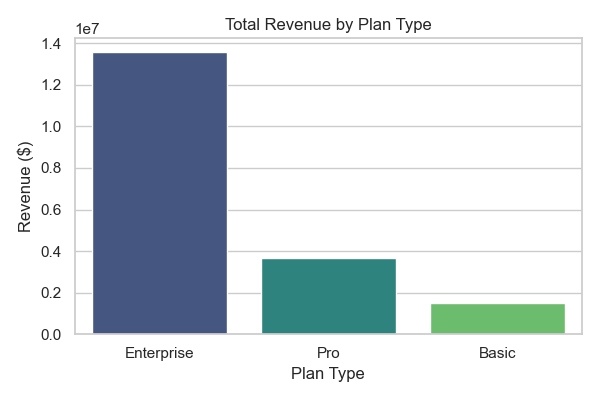 Total Revenue by Plan Type
1e7
1.4
1.2
1.0
0.8
0.6
0.4
0.2
0.0
Revenue ($)
Enterprise Pro Basic
Plan Type